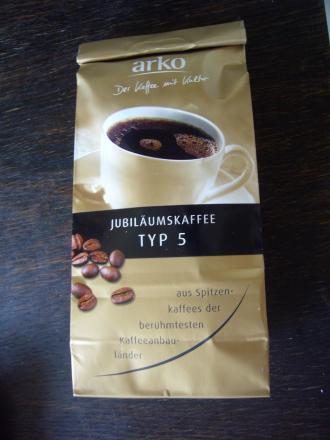 arko
Der Kaffee mit Kultur
JUBILÄUMSKAFFEE
TYP 5
aus Spitzen-
kaffees der
berühmtesten
Kaffeeanbau-
länder